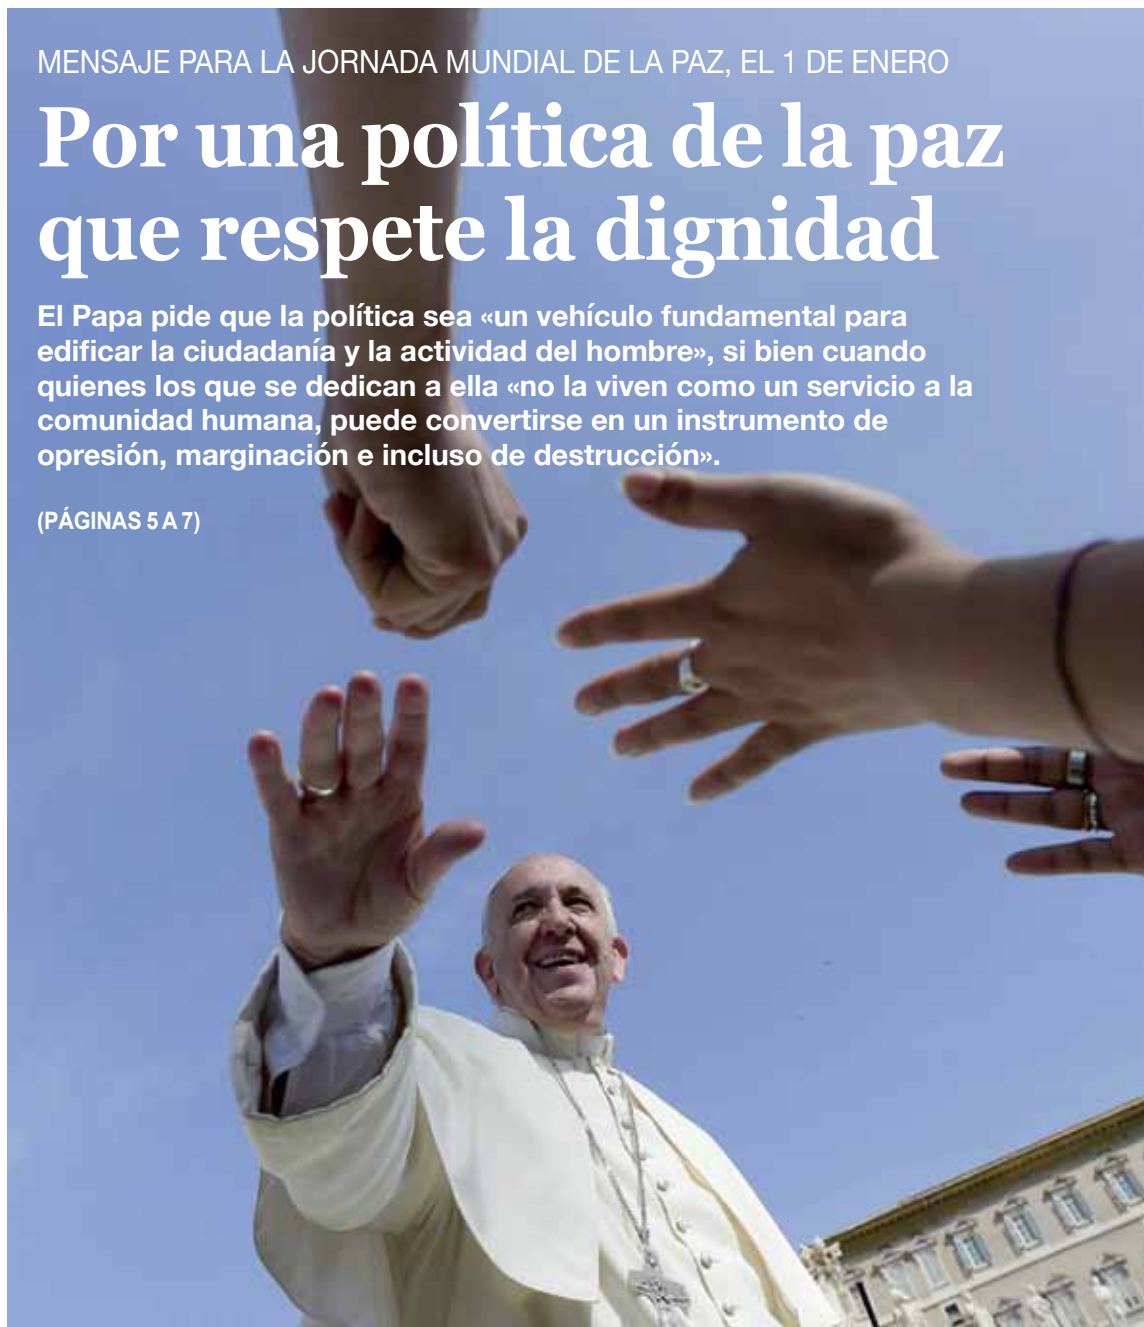 MENSAJE PARA LA JORNADA MUNDIAL DE LA PAZ, EL 1 DE ENERO
Por una política de la paz
que respete la dignidad
El Papa pide que la política sea «un vehículo fundamental para
edificar la ciudadanía y la actividad del hombre», si bien cuando
quienes los que se dedican a ella «no la viven como un servicio a la
comunidad humana, puede convertirse en un instrumento de
opresión, marginación e incluso de destrucción».
(PÁGINAS 5 A 7)